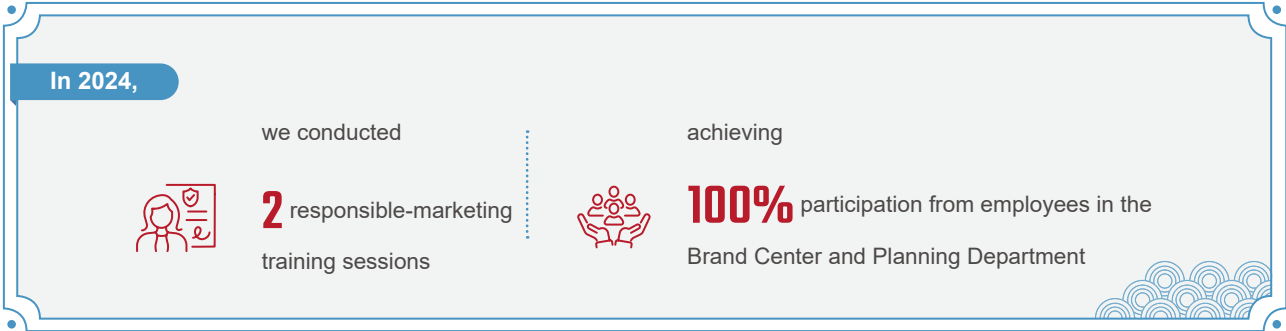 In 2024,
we conducted
2 responsible-marketing
training sessions
achieving
100% participation from employees in the
Brand Center and Planning Department